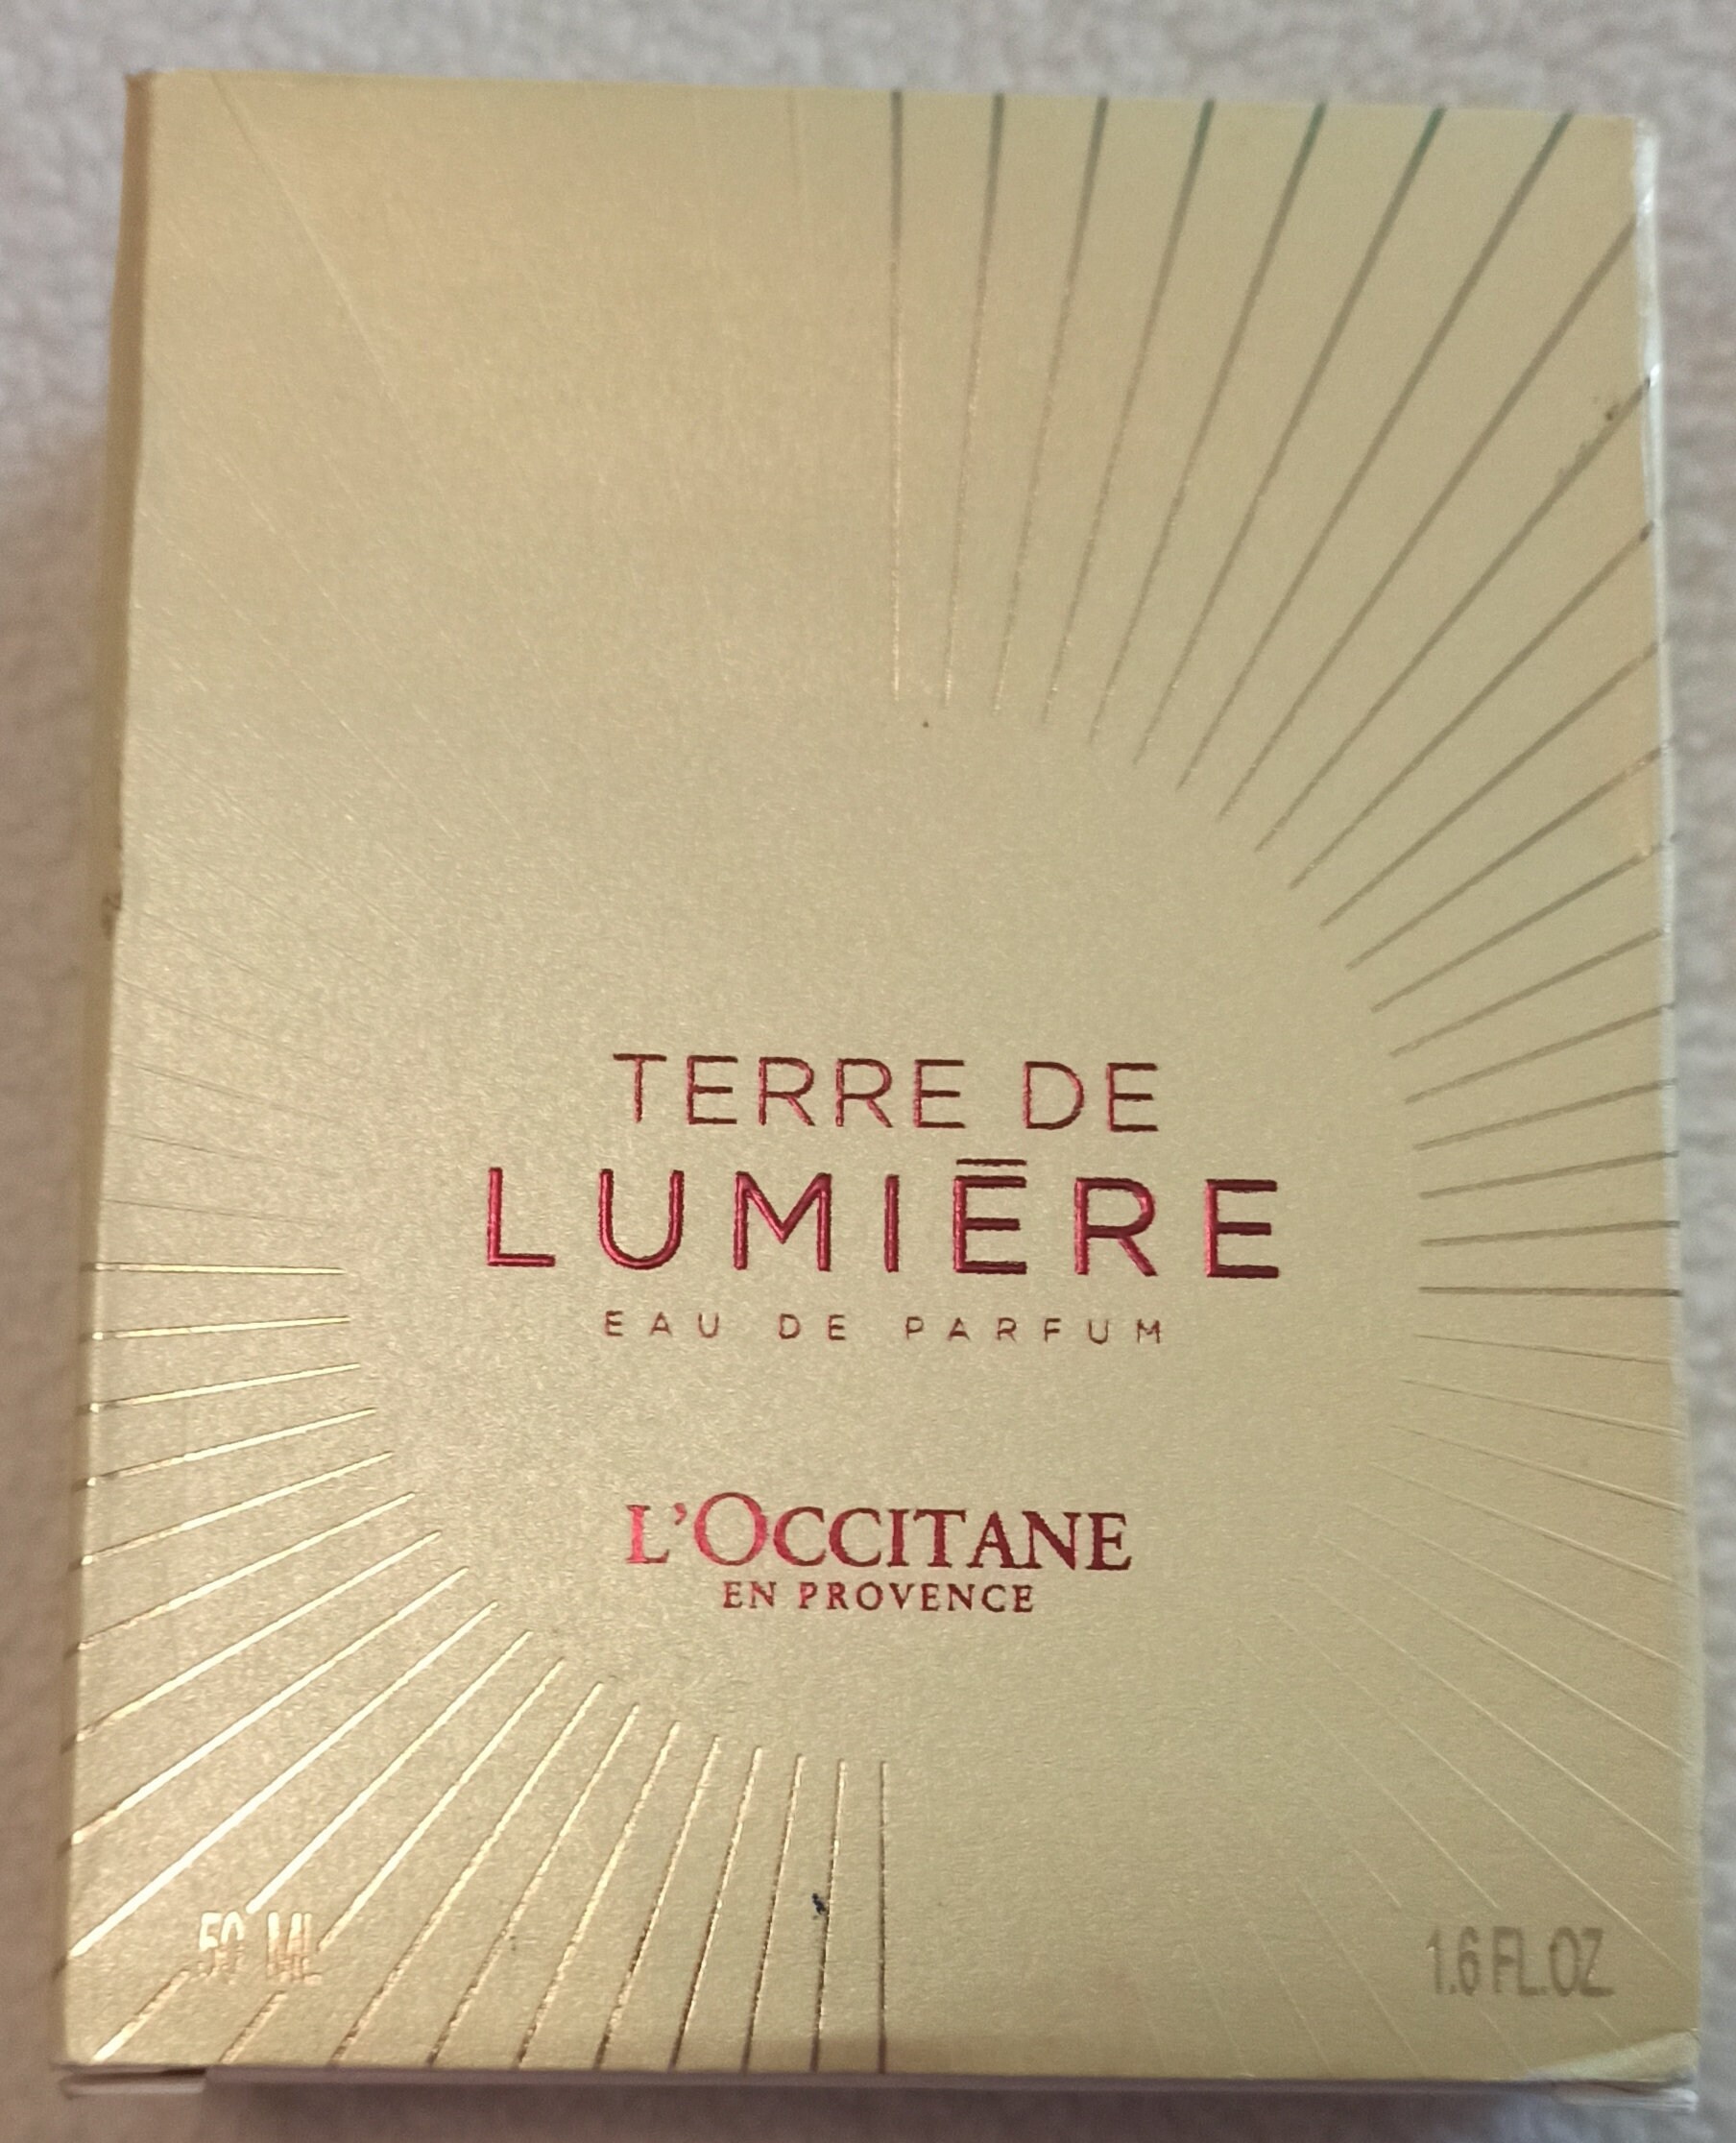 TERRE DE
LUMIĒRE
EAU DE PARFUM
L'OCCITANE
EN PROVENCE
50 ML
1.6 FL.OZ